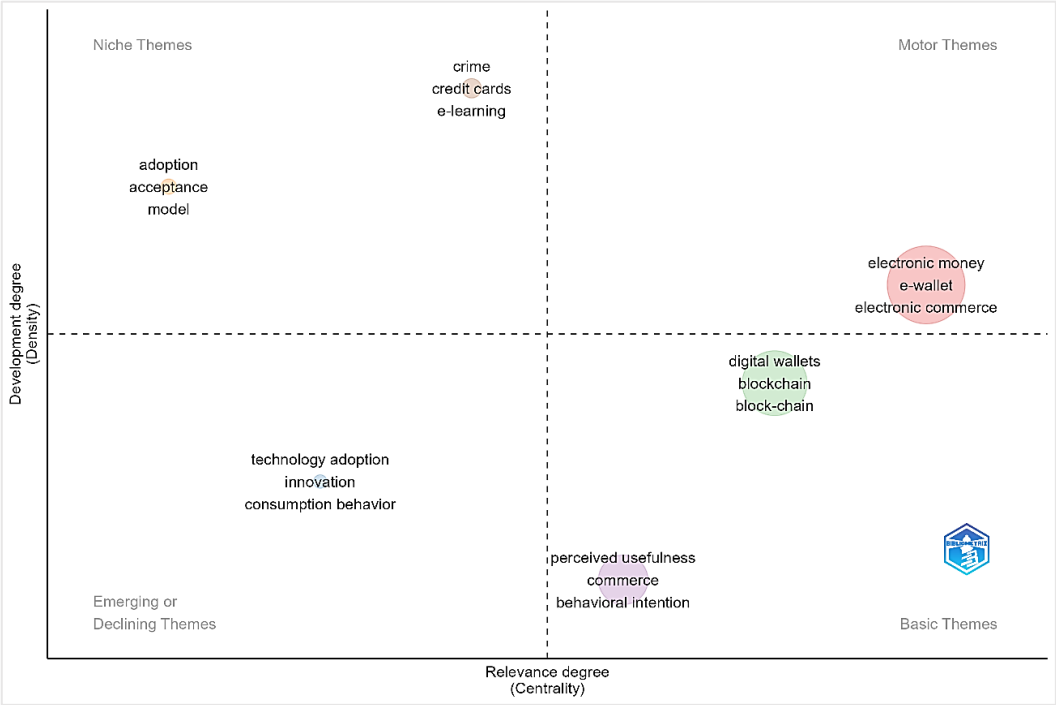 Niche Themes
Motor Themes
crime
credit cards
e-learning
adoption
acceptance
model
electronic money
e-wallet
electronic commerce
Development degree
(Density)
digital wallets
blockchain
block-chain
technology adoption
innovation
consumption behavior
BIBLIOMETRIX
perceived usefulness
commerce
behavioral intention
Emerging or
Declining Themes
Basic Themes
Relevance degree
(Centrality)